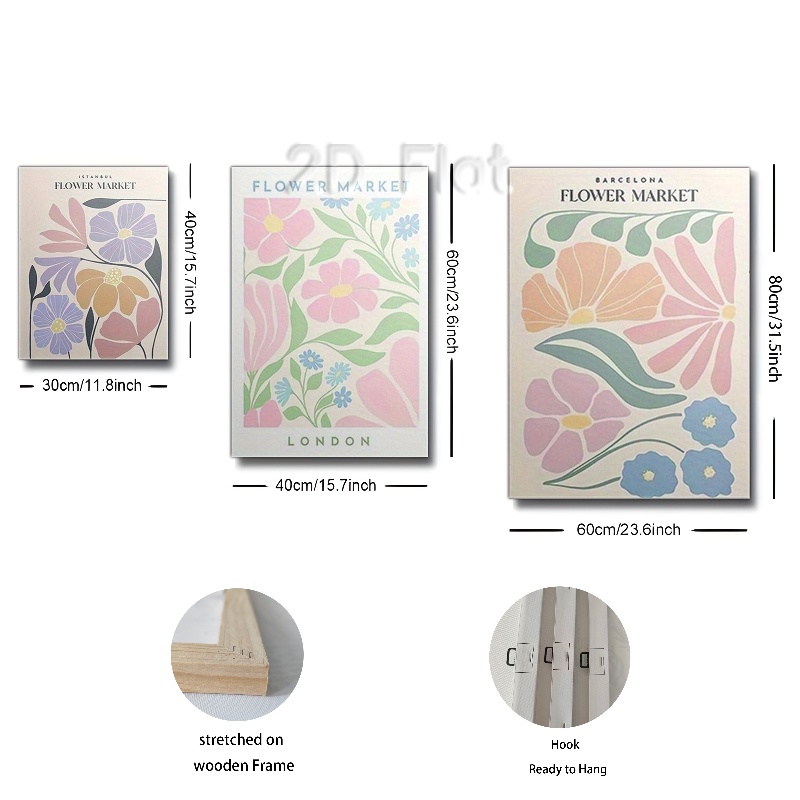 2D Flat
ISTANBUL
FLOWER MARKET
40cm/15.7inch
30cm/11.8inch
FLOWER MARKET
LONDON
60cm/23.6inch
40cm/15.7inch
BARCELONA
FLOWER MARKET
80cm/31.5inch
60cm/23.6inch
stretched on
wooden Frame
Hook
Ready to Hang